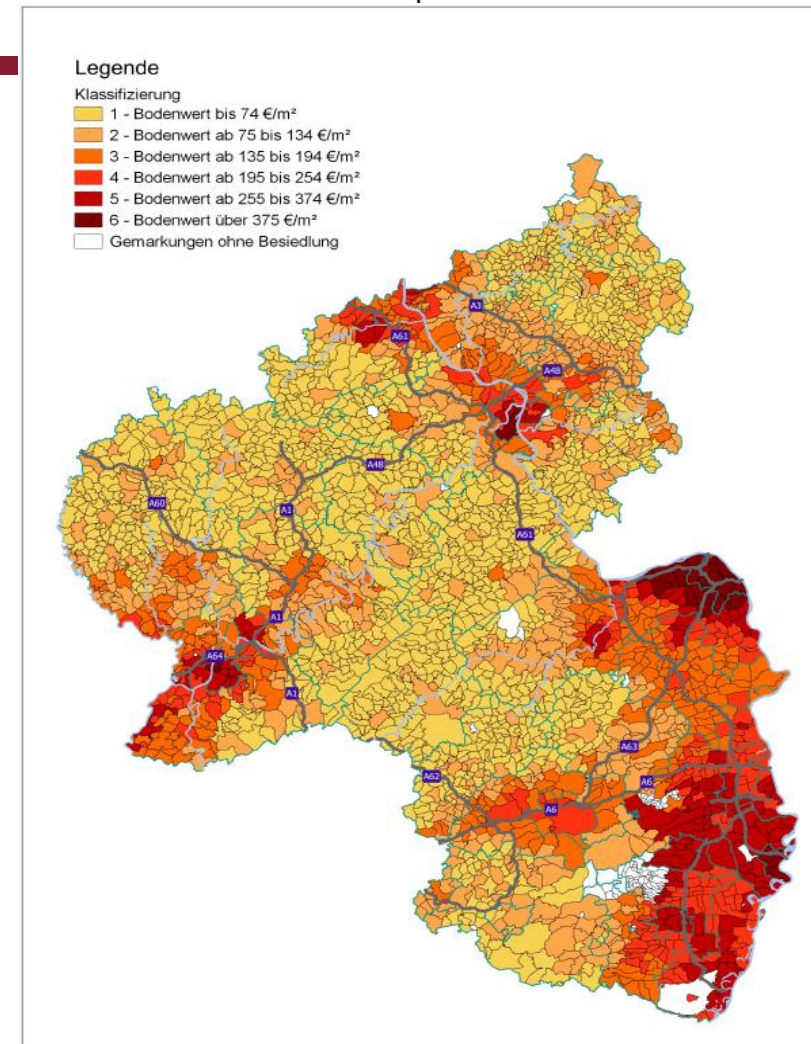 Legende
Klassifizierung
1 - Bodenwert bis 74 €/m²
2 - Bodenwert ab 75 bis 134 €/m²
3 - Bodenwert ab 135 bis 194 €/m²
4 - Bodenwert ab 195 bis 254 €/m²
5 - Bodenwert ab 255 bis 374 €/m²
6 - Bodenwert über 375 €/m²
Gemarkungen ohne Besiedlung
A3
A61
A48
A48
A60
A1
A61
A1
A64
A1
A63
A62
A6
A6